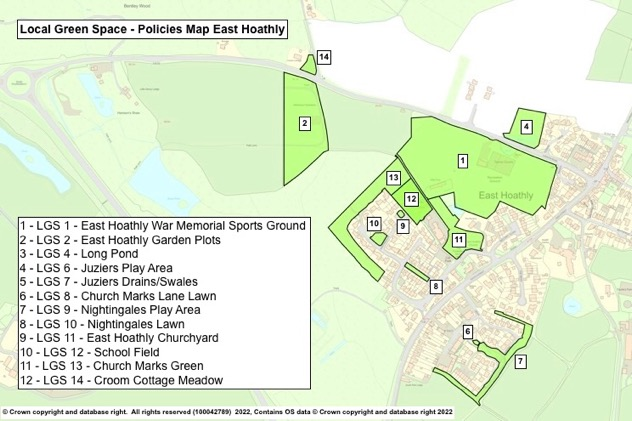 Local Green Space - Policies Map East Hoathly
Bentley Wood
14
2
4
1
East Hoathly
13
12
10
9
11
8
6
7
1 - LGS 1 - East Hoathly War Memorial Sports Ground
2 - LGS 2 - East Hoathly Garden Plots
3 - LGS 4 - Long Pond
4 - LGS 6 - Juziers Play Area
5 - LGS 7 - Juziers Drains/Swales
6 - LGS 8 - Church Marks Lane Lawn
7 - LGS 9 - Nightingales Play Area
8 - LGS 10 - Nightingales Lawn
9 - LGS 11 - East Hoathly Churchyard
10 - LGS 12 - School Field
11 - LGS 13 - Church Marks Green
12 - LGS 14 - Croom Cottage Meadow
© Crown copyright and database right. All rights reserved (100042789) 2022, Contains OS data © Crown copyright and database right 2022